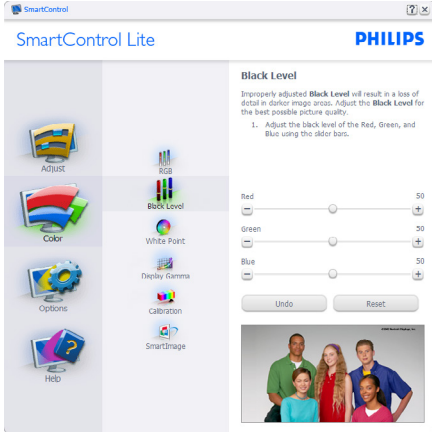 SmartControl
SmartControl Lite
PHILIPS
Adjust
Color
Options
Help
RGB
Black Level
White Point
Display Gamma
Calibration
SmartImage
Black Level
Improperly adjusted Black Level will result in a loss of
detail in darker image areas. Adjust the Black Level for
the best possible picture quality.
1. Adjust the black level of the Red, Green, and
Blue using the slider bars.
Red 50
Green 50
Blue 50
Undo Reset